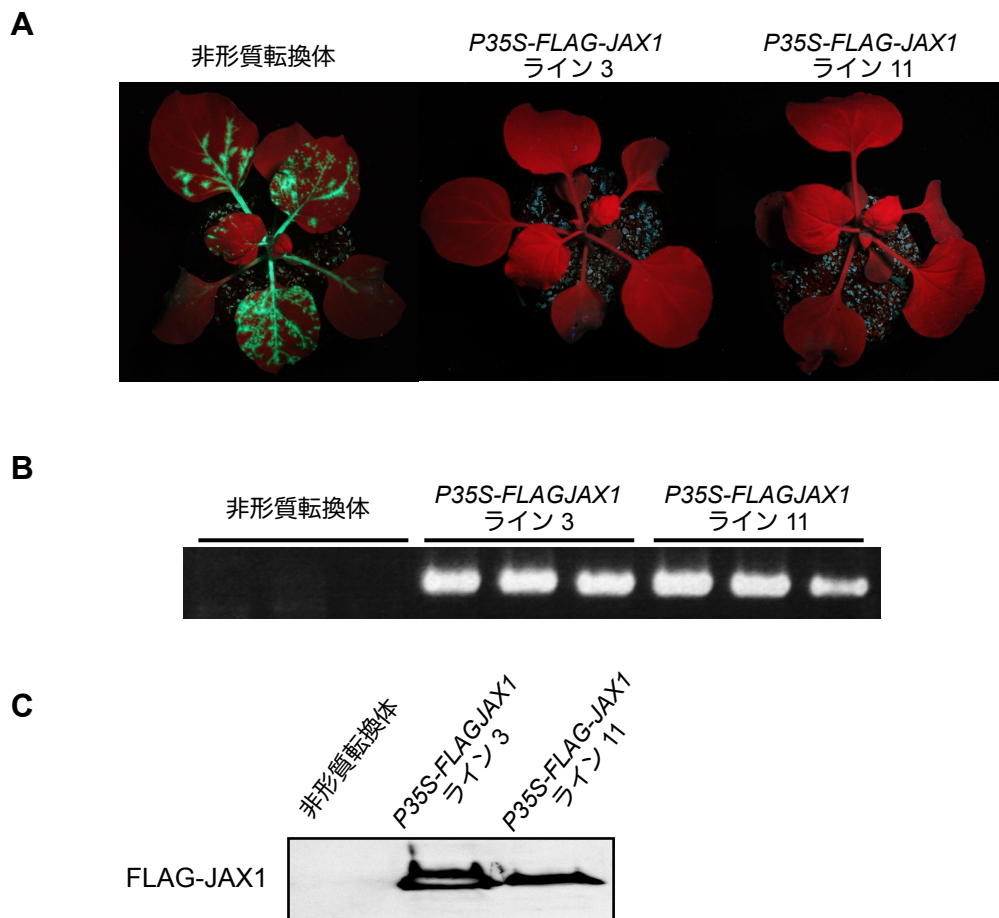 A
非形質転換体
P35S-FLAG-JAX1
ライン 3
P35S-FLAG-JAX1
ライン 11
B
非形質転換体
P35S-FLAGJAX1
ライン 3
P35S-FLAGJAX1
ライン 11
C
非形質転換体
P35S-FLAGJAX1
ライン 3
P35S-FLAG-JAX1
ライン 11
FLAG-JAX1